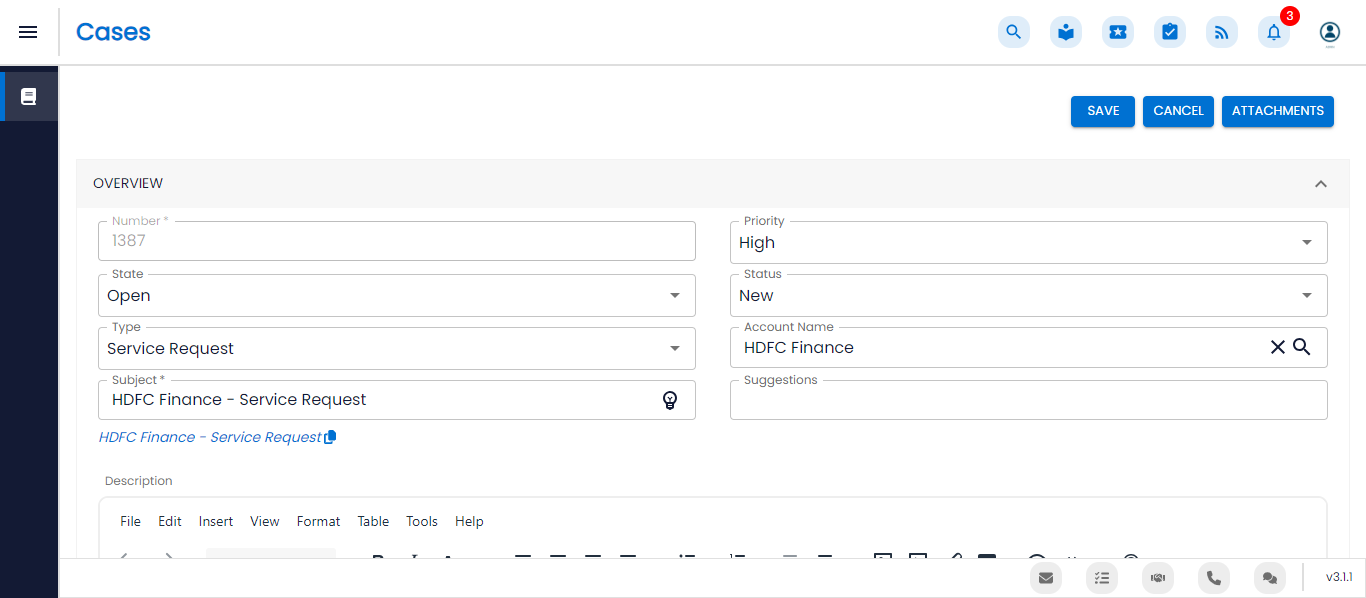 Cases
3
SAVE CANCEL ATTACHMENTS
OVERVIEW
Number *
1387
Priority
High
State
Open
Status
New
Type
Service Request
Account Name
HDFC Finance
Subject *
HDFC Finance - Service Request
Suggestions
HDFC Finance - Service Request
Description
File Edit Insert View Format Table Tools Help
v3.1.1